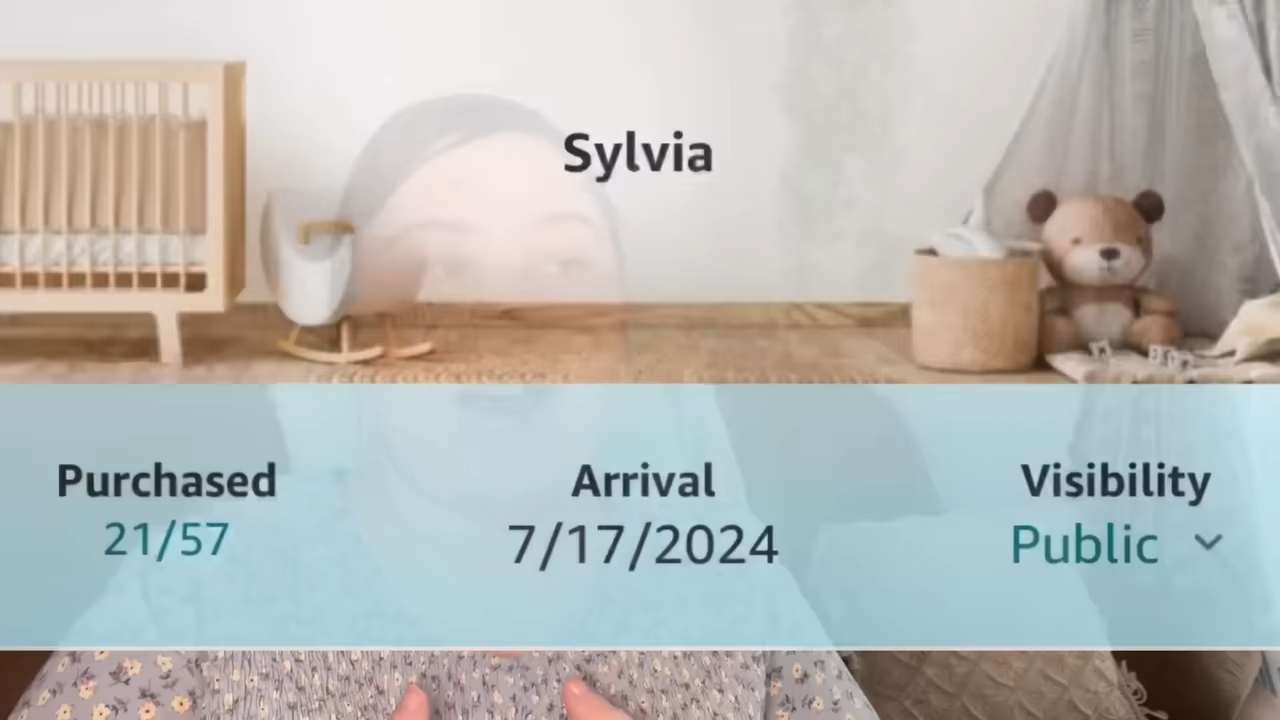 Sylvia
Purchased
Arrival
Visibility
21/57
7/17/2024
Public